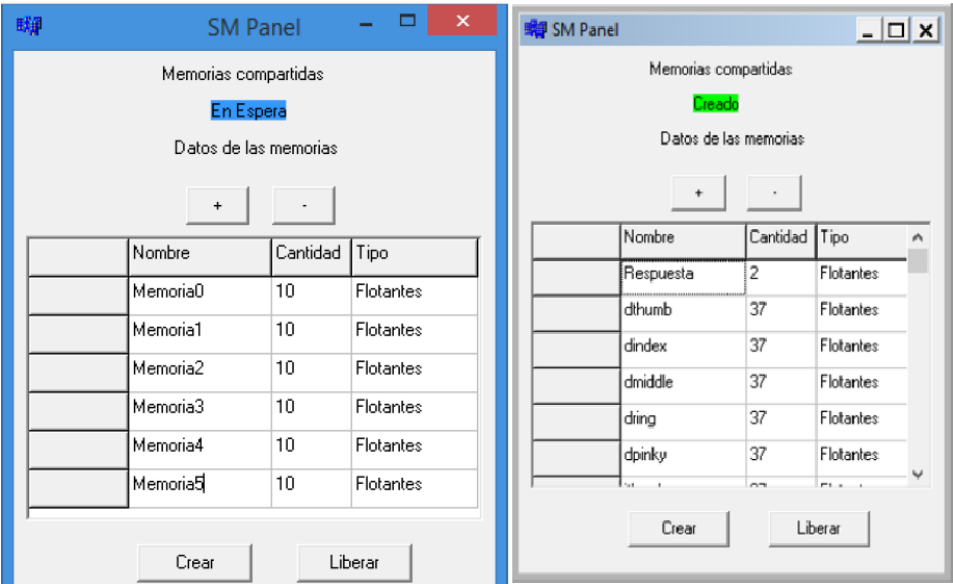 SM Panel
Memorias compartidas
En Espera
Datos de las memorias
+ -
Nombre Cantidad Tipo
Memoria0 10 Flotantes
Memoria1 10 Flotantes
Memoria2 10 Flotantes
Memoria3 10 Flotantes
Memoria4 10 Flotantes
Memoria5 10 Flotantes
Crear Liberar
SM Panel
Memorias compartidas
Creado
Datos de las memorias
+ -
Nombre Cantidad Tipo
Respuesta 2 Flotantes
dthumb 37 Flotantes
dindex 37 Flotantes
dmiddle 37 Flotantes
dring 37 Flotantes
dpinky 37 Flotantes
Crear Liberar